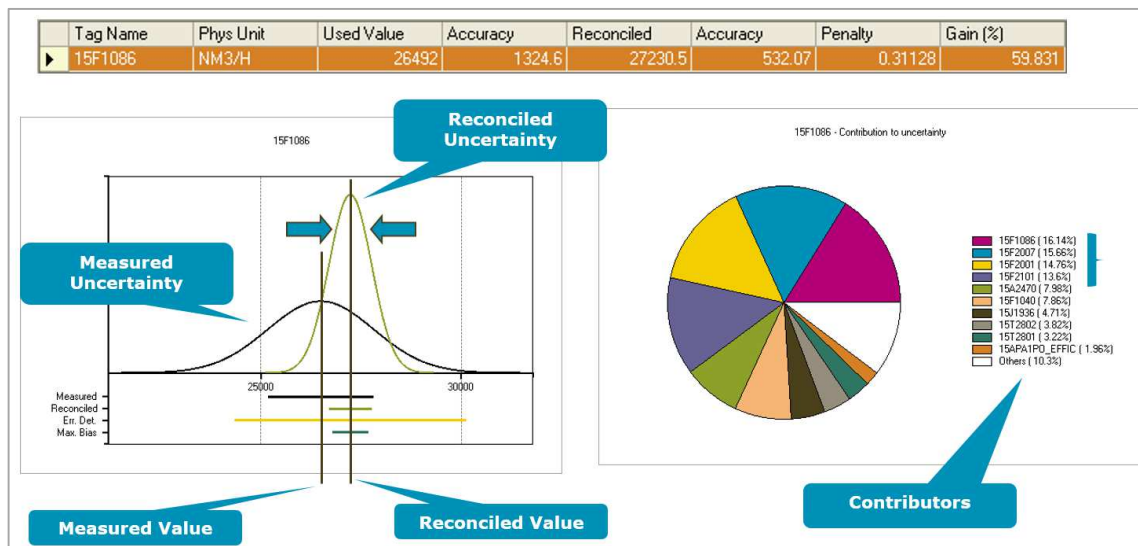 Tag Name Phys Unit Used Value Accuracy Reconciled Accuracy Penalty Gain (%)
15F1086 NM3/H 26492 1324.6 27230.5 532.07 0.31128 59.831
15F1086
Reconciled
Uncertainty
Measured
Uncertainty
25000 30000
Measured
Reconciled
Err. Det.
Max. Bias
Measured Value
Reconciled Value
15F1086 - Contribution to uncertainty
15F1086 ( 16.14%)
15F2007 ( 15.66%)
15F2001 ( 14.76%)
15F2101 ( 13.6%)
15A2470 ( 7.98%)
15F1040 ( 7.86%)
15J1936 ( 4.71%)
15T2802 ( 3.82%)
15T2801 ( 3.22%)
15APA1PO_EFFIC ( 1.96%)
Others ( 10.3%)
Contributors